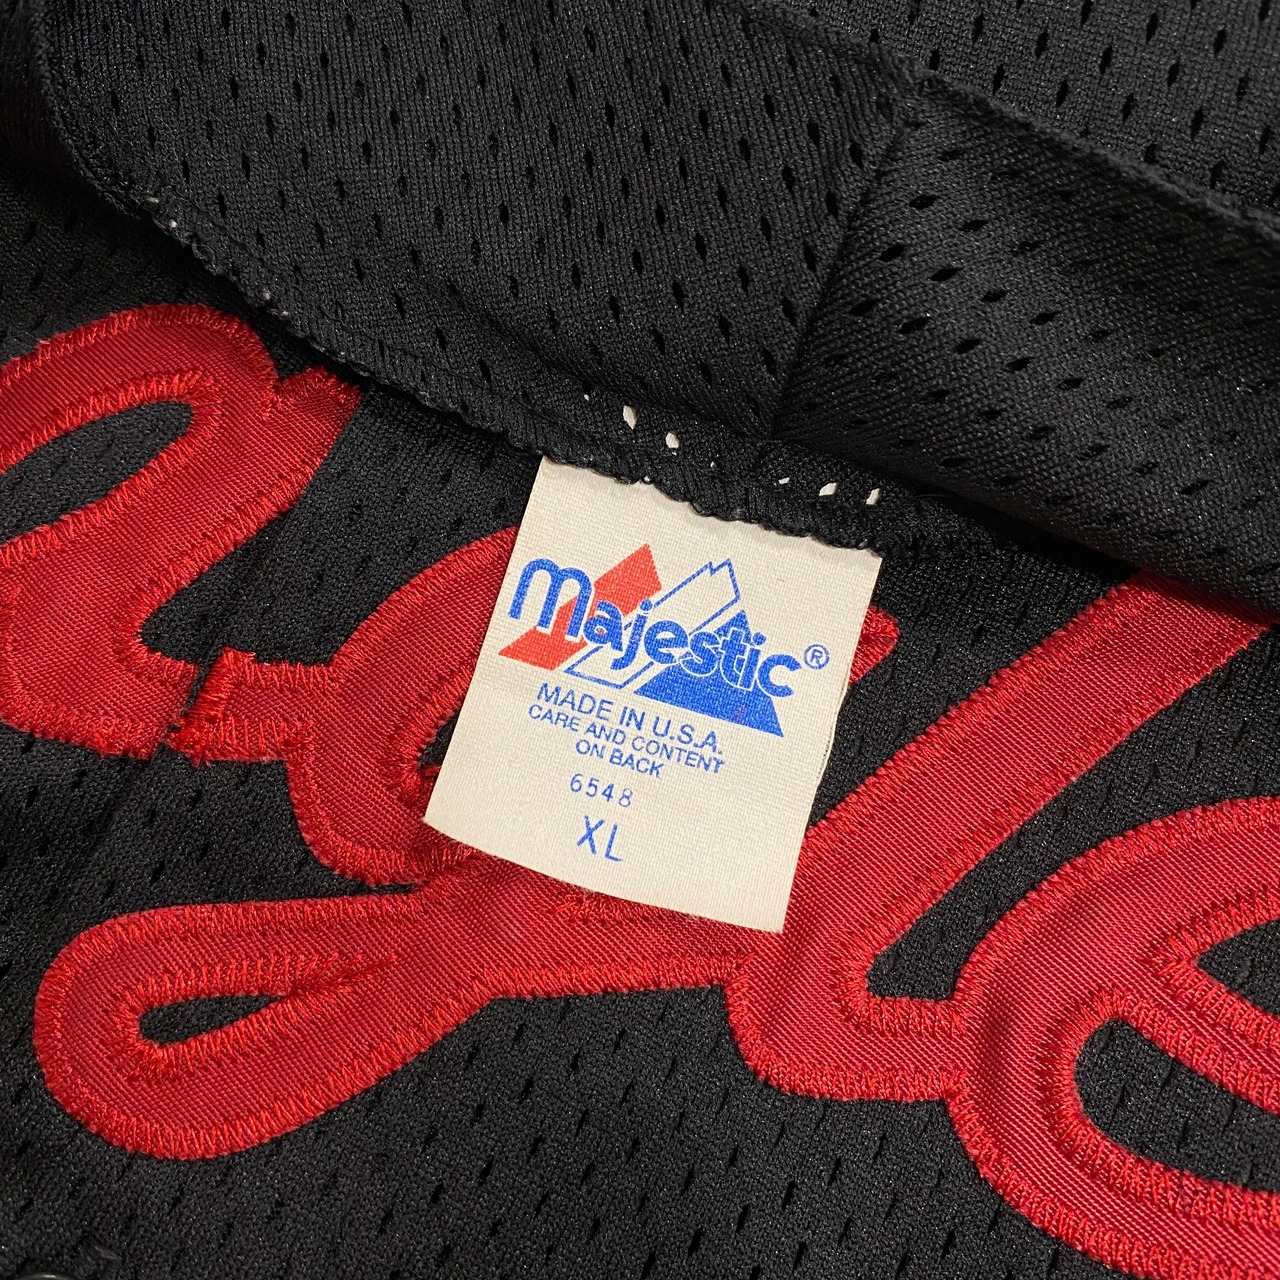 Majestic®
MADE IN U.S.A.
CARE AND CONTENT
ON BACK
6548
XL